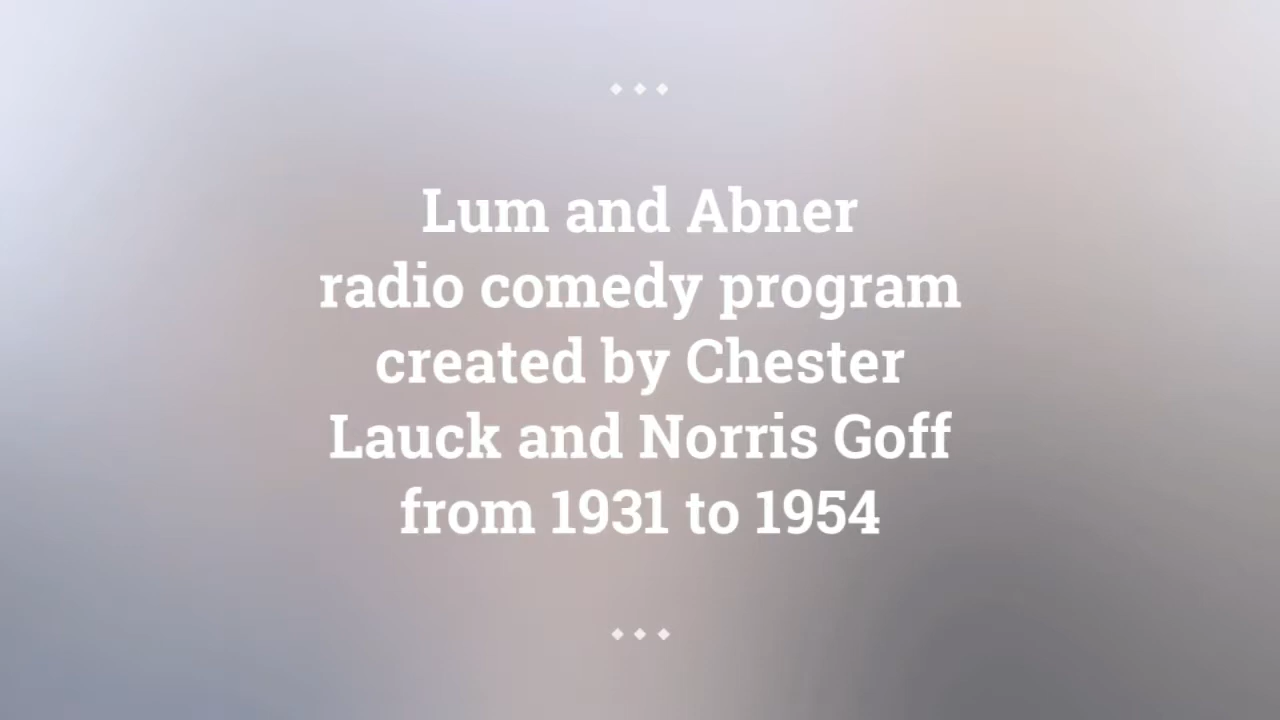 Lum and Abner
radio comedy program
created by Chester
Lauck and Norris Goff
from 1931 to 1954